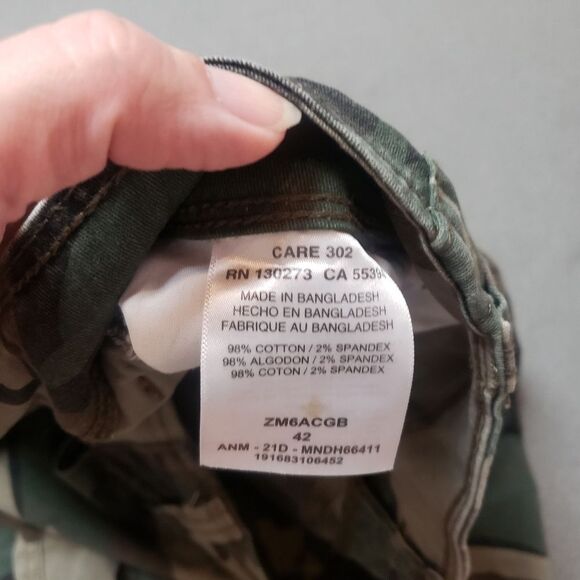 CARE 302
RN 130273 CA 5539
MADE IN BANGLADESH
HECHO EN BANGLADESH
FABRIQUE AU BANGLADESH
98% COTTON / 2% SPANDEX
98% ALGODON / 2% SPANDEX
98% COTON / 2% SPANDEX
ZM6ACGB
42
ANM - 21D - MNDH66411
191683106452